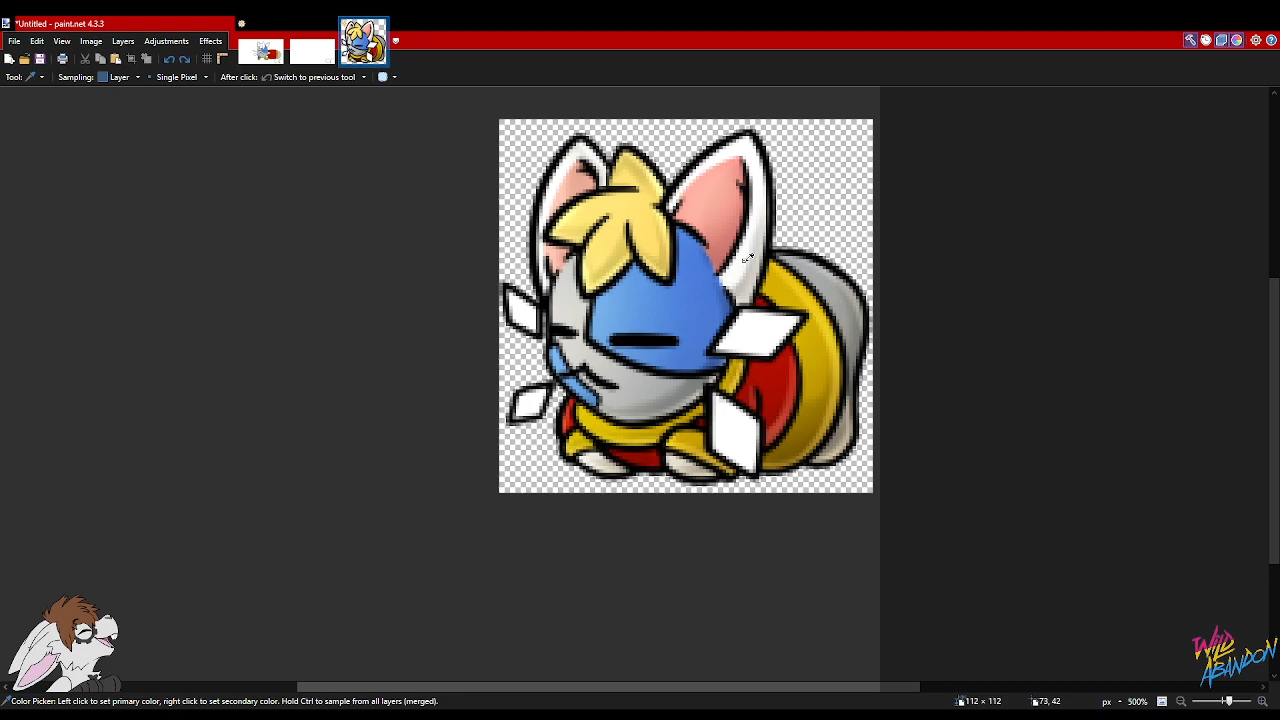 *Untitled - paint.net 4.3.3
File Edit View Image Layers Adjustments Effects
Tool: Sampling: Layer Single Pixel After click: Switch to previous tool
Color Picker: Left click to set primary color, right click to set secondary color. Hold Ctrl to sample from all layers (merged). 112 × 112 73, 42 px 500%
WILD
ABANDON